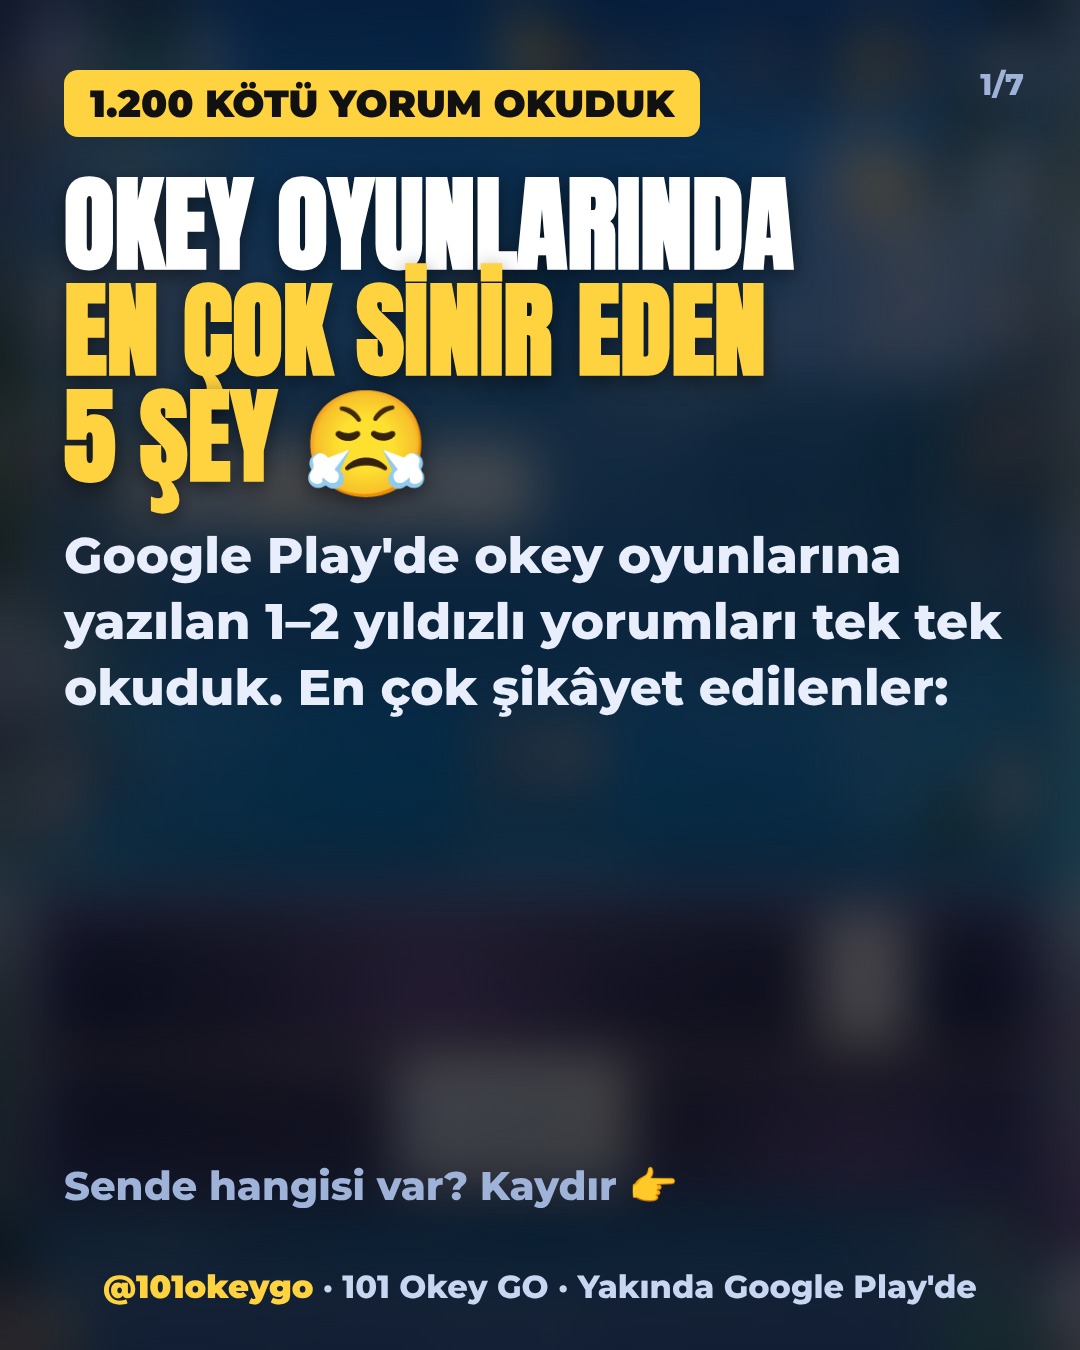 1.200 KÖTÜ YORUM OKUDUK
1/7
OKEY OYUNLARINDA
EN ÇOK SİNİR EDEN
5 ŞEY 😤
Google Play'de okey oyunlarına
yazılan 1–2 yıldızlı yorumları tek tek
okuduk. En çok şikâyet edilenler:
Sende hangisi var? Kaydır 👉
@101okeygo · 101 Okey GO · Yakında Google Play'de